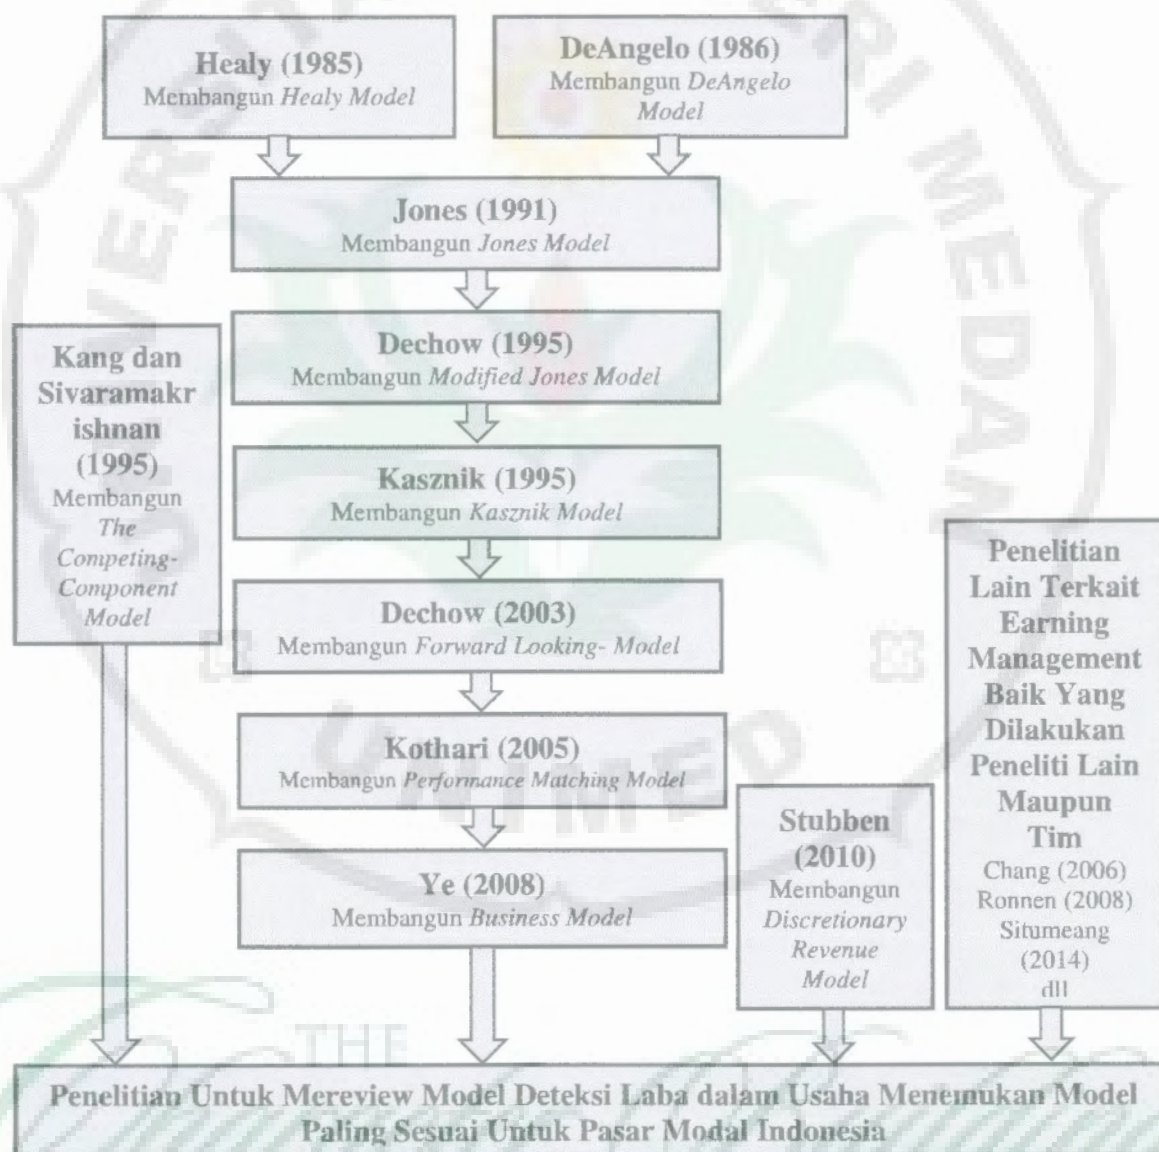 Healy (1985)
Membangun Healy Model
DeAngelo (1986)
Membangun DeAngelo
Model
Jones (1991)
Membangun Jones Model
Dechow (1995)
Membangun Modified Jones Model
Kang dan
Sivaramakr
ishnan
(1995)
Membangun
The
Competing-
Component
Model
Kasznik (1995)
Membangun Kasznik Model
Dechow (2003)
Membangun Forward Looking- Model
Kothari (2005)
Membangun Performance Matching Model
Ye (2008)
Membangun Business Model
Stubben
(2010)
Membangun
Discretionary
Revenue
Model
Penelitian
Lain Terkait
Earning
Management
Baik Yang
Dilakukan
Peneliti Lain
Maupun
Tim
Chang (2006)
Ronnen (2008)
Situmeang
(2014)
dll
Penelitian Untuk Mereview Model Deteksi Laba dalam Usaha Menemukan Model
Paling Sesuai Untuk Pasar Modal Indonesia
UNIMED
MEDAN
THE